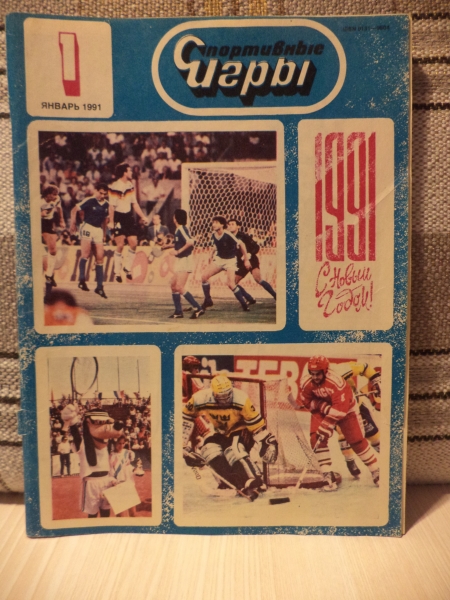 1
ЯНВАРЬ 1991
Спортивные
Игры
1991
С Новым
Годом!